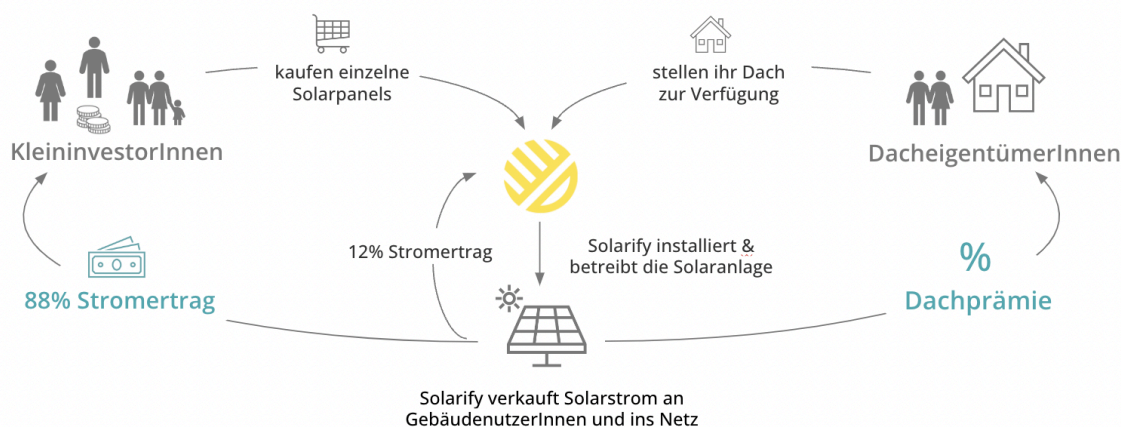 kaufen einzelne
Solarpanels
stellen ihr Dach
zur Verfügung
KleininvestorInnen
DacheigentümerInnen
12% Stromertrag
Solarify installiert &
betreibt die Solaranlage
88% Stromertrag
%
Dachprämie
Solarify verkauft Solarstrom an
GebäudenutzerInnen und ins Netz